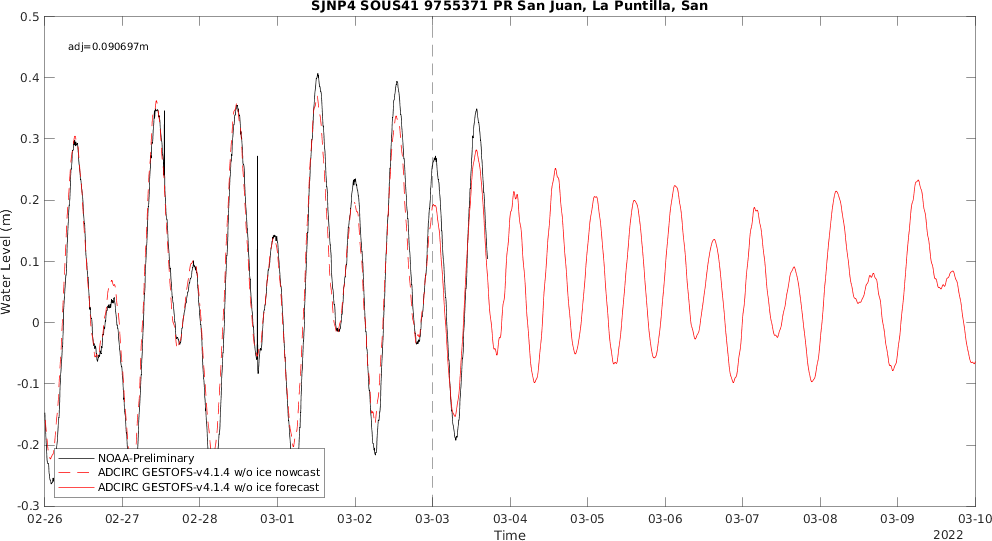 SJNP4 SOUS41 9755371 PR San Juan, La Puntilla, San
adj=0.090697m
Water Level (m)
0.5
0.4
0.3
0.2
0.1
0
-0.1
-0.2
-0.3
NOAA-Preliminary
ADCIRC GESTOFS-v4.1.4 w/o ice nowcast
ADCIRC GESTOFS-v4.1.4 w/o ice forecast
02-26 02-27 02-28 03-01 03-02 03-03 03-04 03-05 03-06 03-07 03-08 03-09 03-10
Time
2022